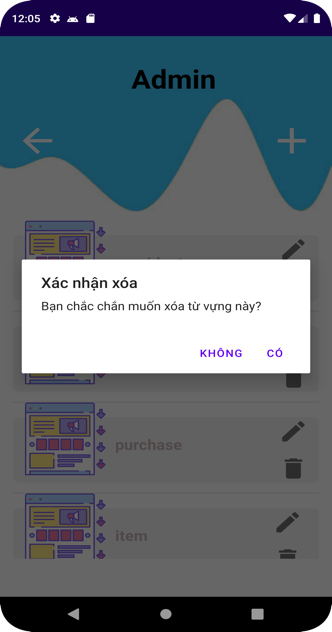 12:05
Admin
Xác nhận xóa
Bạn chắc chắn muốn xóa từ vựng này?
KHÔNG CÓ
purchase
item